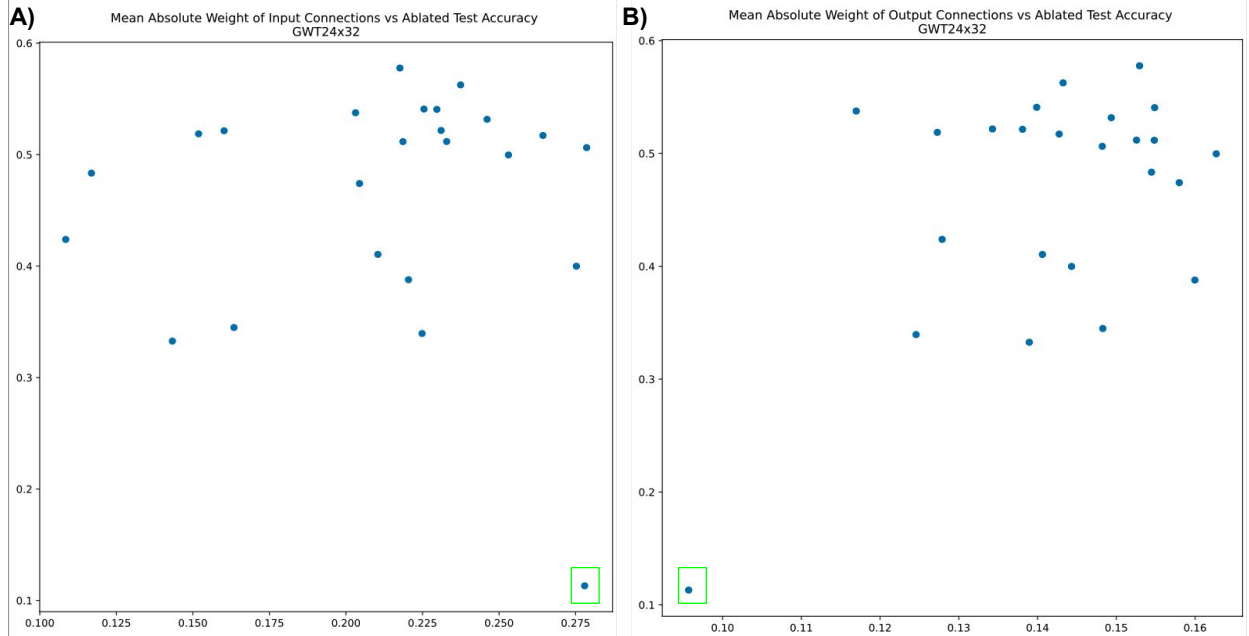 A)
Mean Absolute Weight of Input Connections vs Ablated Test Accuracy
GWT24x32
0.6
0.5
0.4
0.3
0.2
0.1
0.100 0.125 0.150 0.175 0.200 0.225 0.250 0.275
B)
Mean Absolute Weight of Output Connections vs Ablated Test Accuracy
GWT24x32
0.6
0.5
0.4
0.3
0.2
0.1
0.10 0.11 0.12 0.13 0.14 0.15 0.16